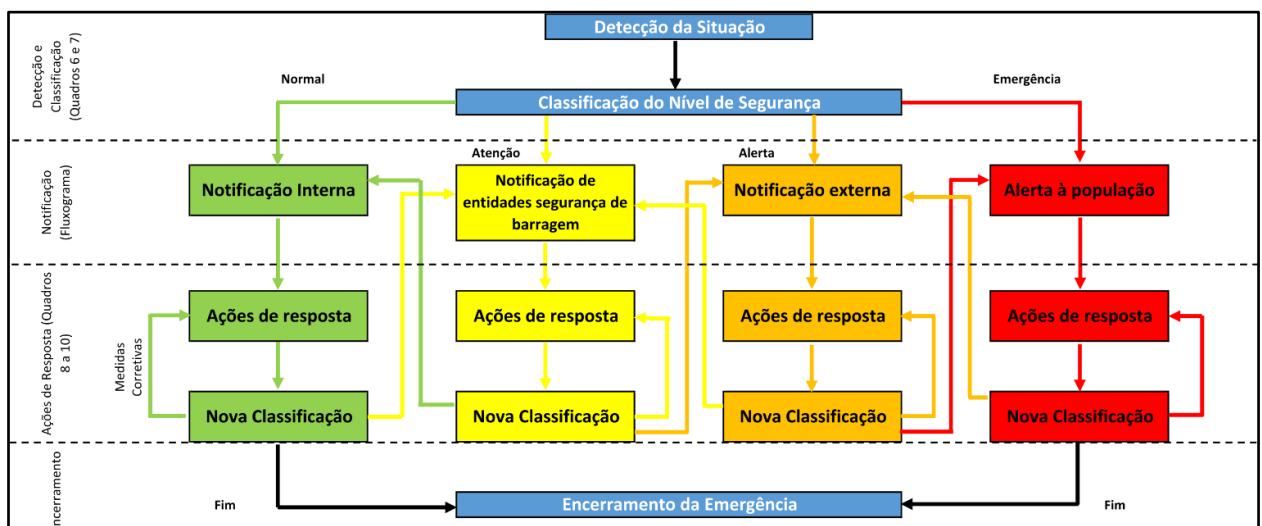 Detecção da Situação
Detecção e
Classificação
(Quadros 6 e 7)
Normal
Emergência
Classificação do Nível de Segurança
Notificação
(Fluxograma)
Atenção
Alerta
Notificação Interna
Notificação de
entidades segurança de
barragem
Notificação externa
Alerta à população
Ações de Resposta (Quadros
8 a 10)
Medidas
Corretivas
Ações de resposta
Ações de resposta
Ações de resposta
Ações de resposta
Nova Classificação
Nova Classificação
Nova Classificação
Nova Classificação
ncerramento
Fim
Encerramento da Emergência
Fim